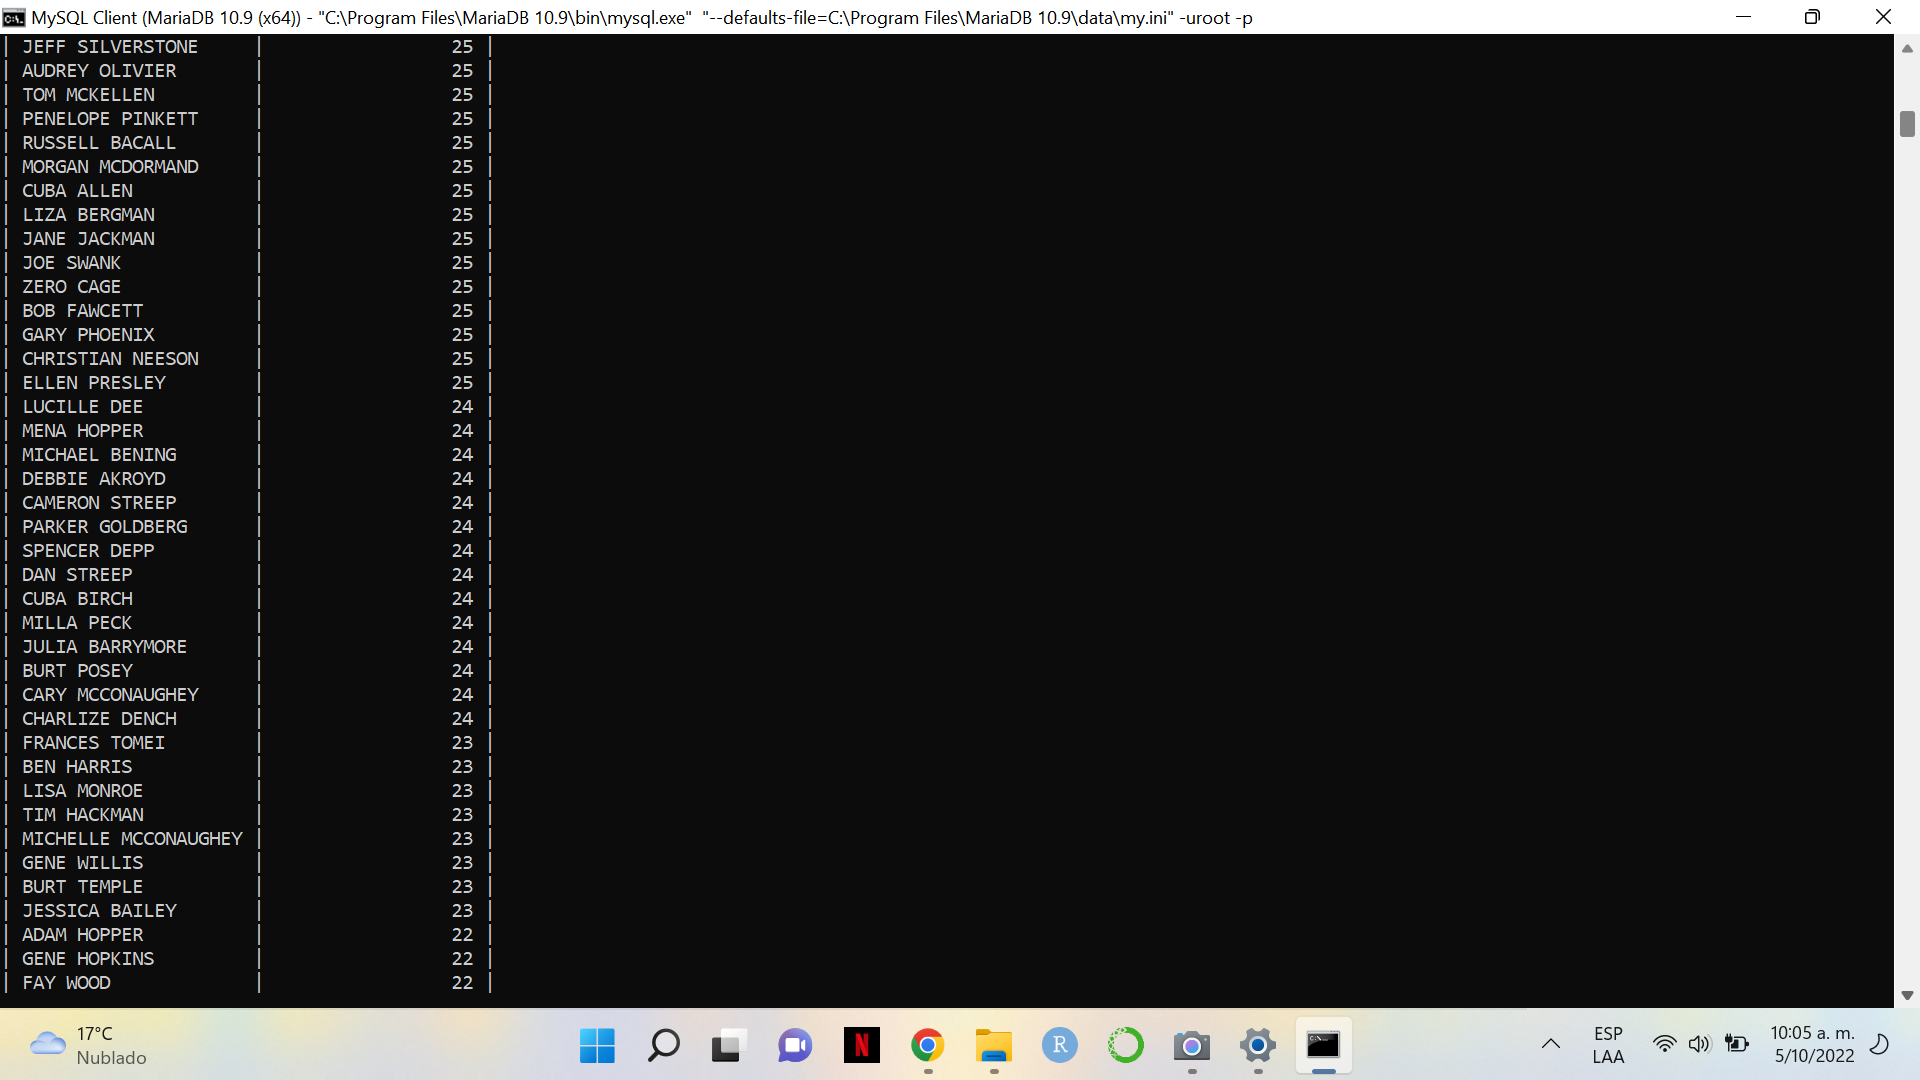 MySQL Client (MariaDB 10.9 (x64)) - "C:\Program Files\MariaDB 10.9\bin\mysql.exe" "--defaults-file=C:\Program Files\MariaDB 10.9\data\my.ini" -uroot -p
| JEFF SILVERSTONE | 25 |
| AUDREY OLIVIER | 25 |
| TOM MCKELLEN | 25 |
| PENELOPE PINKETT | 25 |
| RUSSELL BACALL | 25 |
| MORGAN MCDORMAND | 25 |
| CUBA ALLEN | 25 |
| LIZA BERGMAN | 25 |
| JANE JACKMAN | 25 |
| JOE SWANK | 25 |
| ZERO CAGE | 25 |
| BOB FAWCETT | 25 |
| GARY PHOENIX | 25 |
| CHRISTIAN NEESON | 25 |
| ELLEN PRESLEY | 25 |
| LUCILLE DEE | 24 |
| MENA HOPPER | 24 |
| MICHAEL BENING | 24 |
| DEBBIE AKROYD | 24 |
| CAMERON STREEP | 24 |
| PARKER GOLDBERG | 24 |
| SPENCER DEPP | 24 |
| DAN STREEP | 24 |
| CUBA BIRCH | 24 |
| MILLA PECK | 24 |
| JULIA BARRYMORE | 24 |
| BURT POSEY | 24 |
| CARY MCCONAUGHEY | 24 |
| CHARLIZE DENCH | 24 |
| FRANCES TOMEI | 23 |
| BEN HARRIS | 23 |
| LISA MONROE | 23 |
| TIM HACKMAN | 23 |
| MICHELLE MCCONAUGHEY | 23 |
| GENE WILLIS | 23 |
| BURT TEMPLE | 23 |
| JESSICA BAILEY | 23 |
| ADAM HOPPER | 22 |
| GENE HOPKINS | 22 |
| FAY WOOD | 22 |
17°C
Nublado
N
R
ESP
LAA
10:05 a. m.
5/10/2022